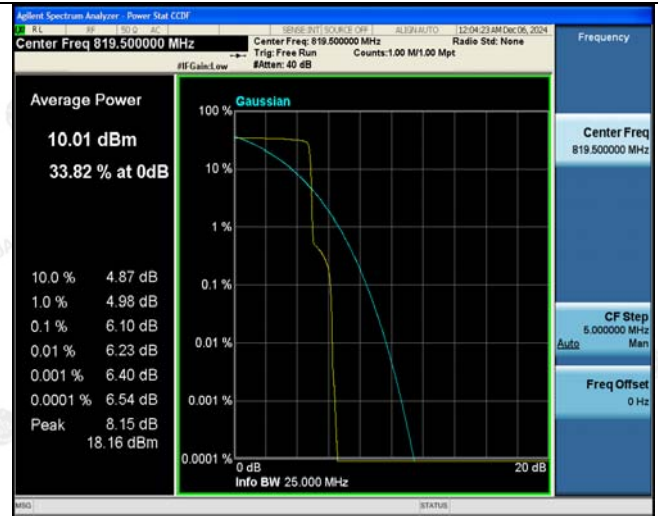 Agilent Spectrum Analyzer - Power Stat CCDF
RL RF 50 Ω AC SENSE:INT SOURCE OFF ALIGN AUTO 12:04:23 AM Dec 06, 2024
Center Freq 819.500000 MHz
Center Freq: 819.500000 MHz Radio Std: None
Trig: Free Run Counts:1.00 M/1.00 Mpt
#IFGain:Low #Atten: 40 dB
Frequency
Average Power
10.01 dBm
33.82 % at 0dB
10.0 % 4.87 dB
1.0 % 4.98 dB
0.1 % 6.10 dB
0.01 % 6.23 dB
0.001 % 6.40 dB
0.0001 % 6.54 dB
Peak 8.15 dB
18.16 dBm
Gaussian
100 %
10 %
1 %
0.1 %
0.01 %
0.001 %
0.0001 %
0 dB 20 dB
Info BW 25.000 MHz
Center Freq
819.500000 MHz
CF Step
5.000000 MHz
Auto Man
Freq Offset
0 Hz
MSG STATUS